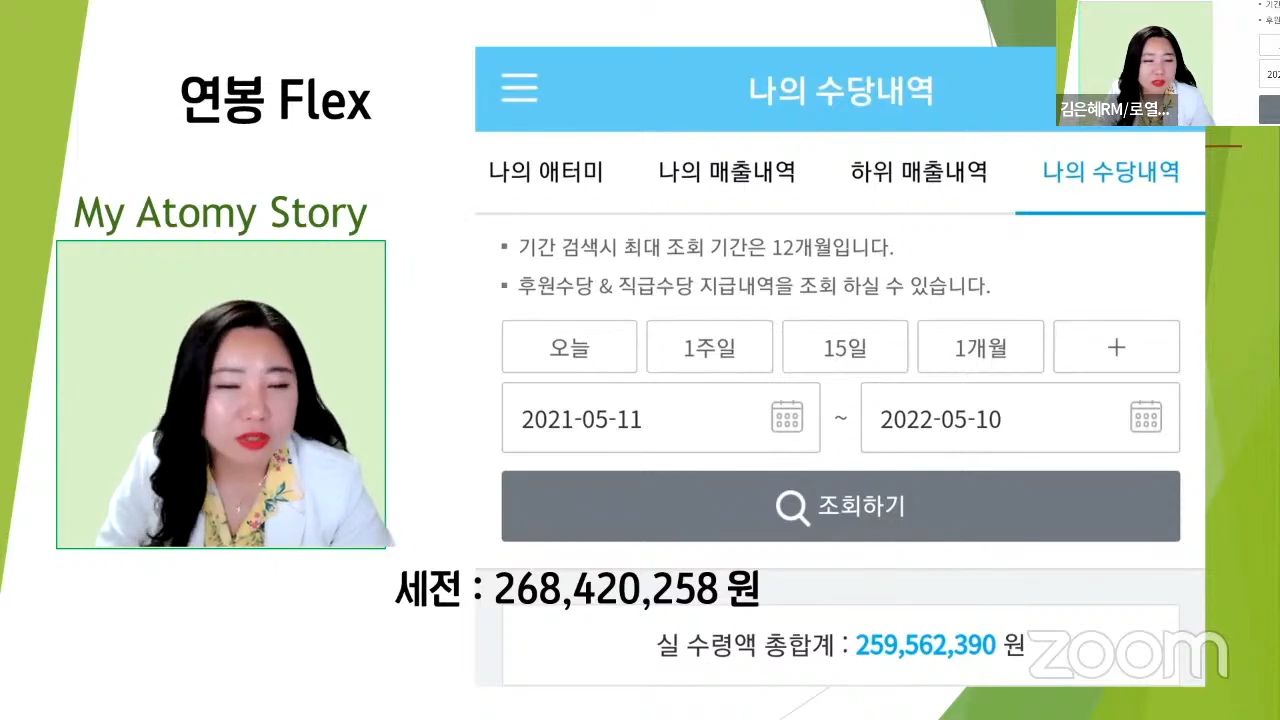 연봉 Flex
My Atomy Story
나의 수당내역
김은혜RM/로열...
나의 애터미
나의 매출내역
하위 매출내역
나의 수당내역
▪ 기간 검색시 최대 조회 기간은 12개월입니다.
▪ 후원수당 & 직급수당 지급내역을 조회 하실 수 있습니다.
오늘
1주일
15일
1개월
+
2021-05-11
~
2022-05-10
조회하기
세전 : 268,420,258 원
실 수령액 총합계 : 259,562,390 원
zoom